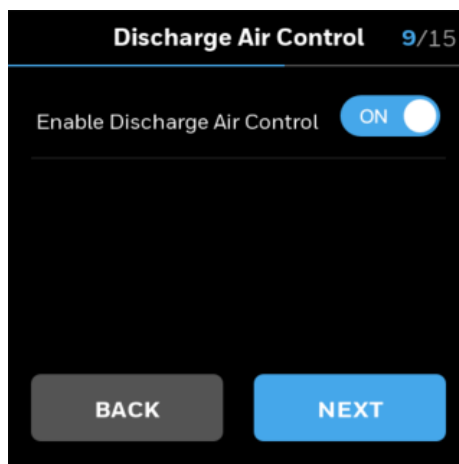 Discharge Air Control 9/15
Enable Discharge Air Control ON
BACK NEXT